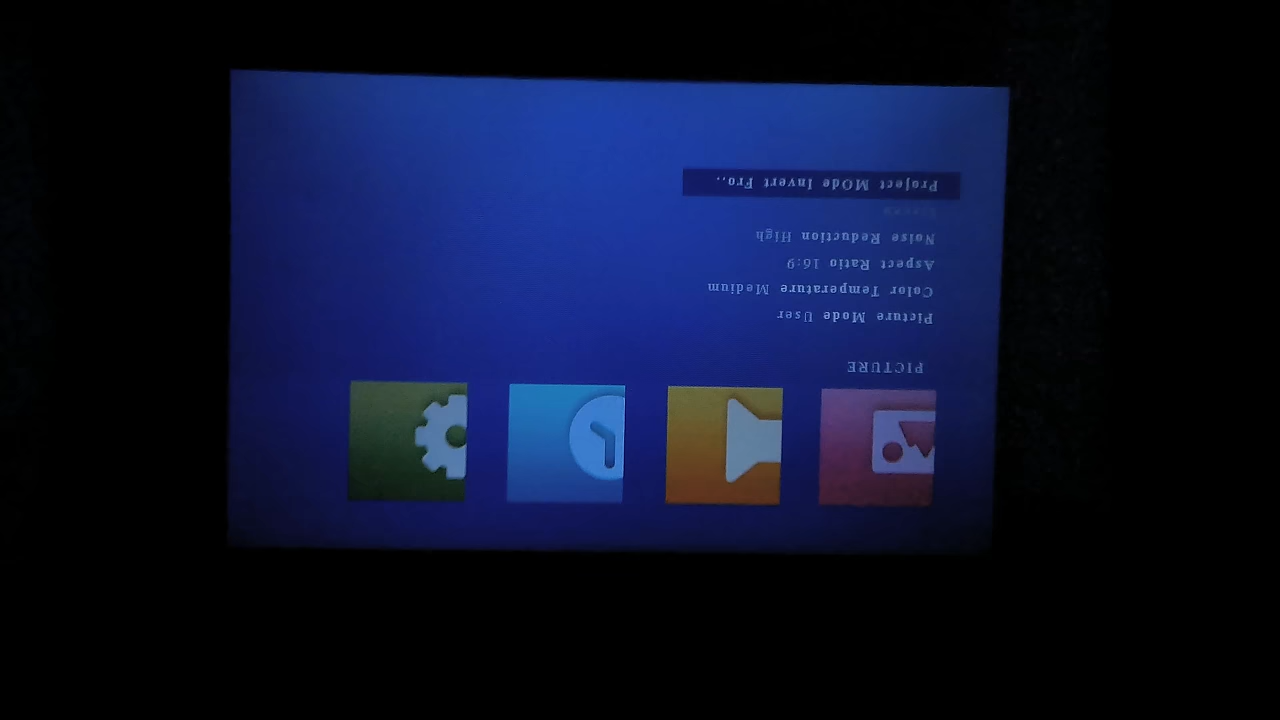 PICTURE
Picture Mode User
Color Temperature Medium
Aspect Ratio 16:9
Noise Reduction High
Project MOde Invert Fro..